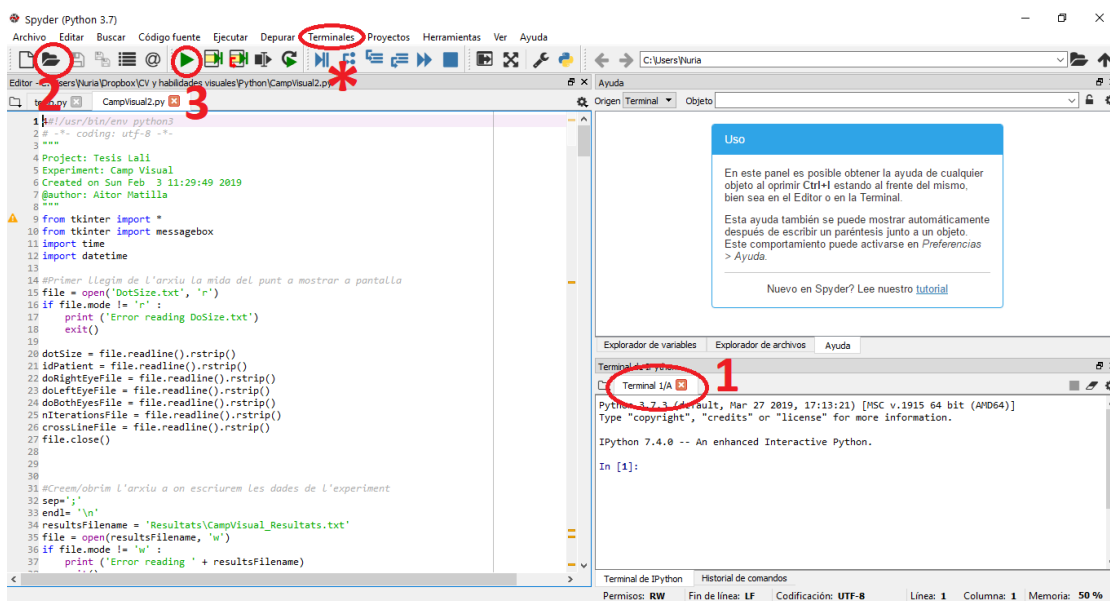 Spyder (Python 3.7)
Archivo Editar Buscar Código fuente Ejecutar Depurar Terminales Proyectos Herramientas Ver Ayuda
C:\Users\Nuria
2
3
*
Editor - C:\Users\Nuria\Dropbox\CV y habilidades visuales\Python\CampVisual2.py
temp.py CampVisual2.py
1 #!/usr/bin/env python3
2 # -*- coding: utf-8 -*-
3 """
4 Project: Tesis Lali
5 Experiment: Camp Visual
6 Created on Sun Feb 3 11:29:49 2019
7 @author: Aitor Matilla
8 """
9 from tkinter import *
10 from tkinter import messagebox
11 import time
12 import datetime
13
14 #Primer llegim de l'arxiu la mida del punt a mostrar a pantalla
15 file = open('DotSize.txt', 'r')
16 if file.mode != 'r' :
17     print ('Error reading DoSize.txt')
18     exit()
19
20 dotSize = file.readline().rstrip()
21 idPatient = file.readline().rstrip()
22 doRightEyeFile = file.readline().rstrip()
23 doLeftEyeFile = file.readline().rstrip()
24 doBothEyesFile = file.readline().rstrip()
25 nIterationsFile = file.readline().rstrip()
26 crossLineFile = file.readline().rstrip()
27 file.close()
28
29
30
31 #Creem/obrim l'arxiu a on escriurem les dades de l'experiment
32 sep=';'
33 endl= '\n'
34 resultsFilename = 'Resultats\CampVisual_Resultats.txt'
35 file = open(resultsFilename, 'w')
36 if file.mode != 'w' :
37     print ('Error reading ' + resultsFilename)
Ayuda
Origen Terminal Objeto
Uso
En este panel es posible obtener la ayuda de cualquier
objeto al oprimir Ctrl+I estando al frente del mismo,
bien sea en el Editor o en la Terminal.
Esta ayuda también se puede mostrar automáticamente
después de escribir un paréntesis junto a un objeto.
Este comportamiento puede activarse en Preferencias
> Ayuda.
Nuevo en Spyder? Lee nuestro tutorial
Explorador de variables Explorador de archivos Ayuda
Terminal de IPython
Terminal 1/A
1
Python 3.7.3 (default, Mar 27 2019, 17:13:21) [MSC v.1915 64 bit (AMD64)]
Type "copyright", "credits" or "license" for more information.
IPython 7.4.0 -- An enhanced Interactive Python.
In [1]:
Terminal de IPython Historial de comandos
Permisos: RW Fin de línea: LF Codificación: UTF-8 Línea: 1 Columna: 1 Memoria: 50 %